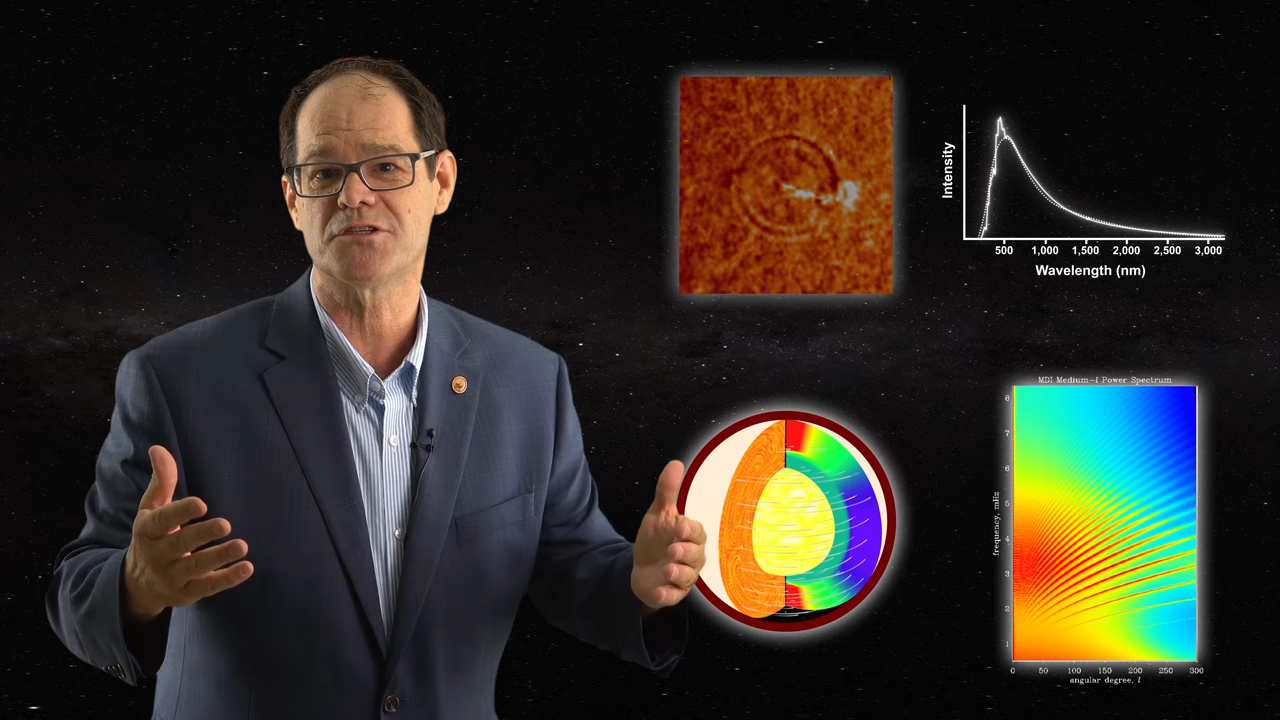 Intensity
500 1,000 1,500 2,000 2,500 3,000
Wavelength (nm)
MDI Medium-l Power Spectrum
8
7
6
5
4
3
2
1
frequency, mHz
0 50 100 150 200 250 300
angular degree, l